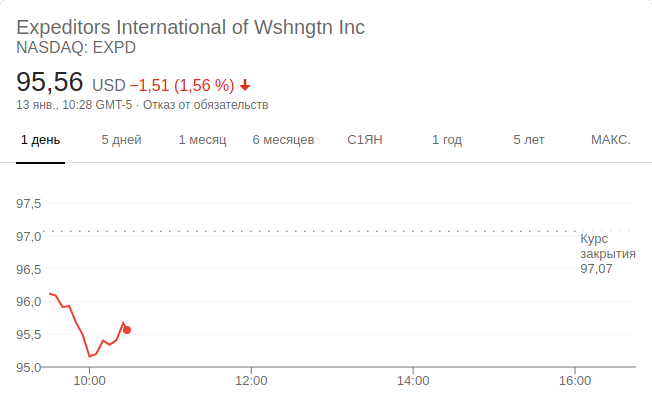 Expeditors International of Wshngtn Inc
NASDAQ: EXPD
95,56 USD −1,51 (1,56 %)
13 янв., 10:28 GMT-5 · Отказ от обязательств
1 день 5 дней 1 месяц 6 месяцев С1ЯН 1 год 5 лет МАКС.
97,5
97,0
Курс
закрытия
97,07
96,5
96,0
95,5
95,0
10:00 12:00 14:00 16:00